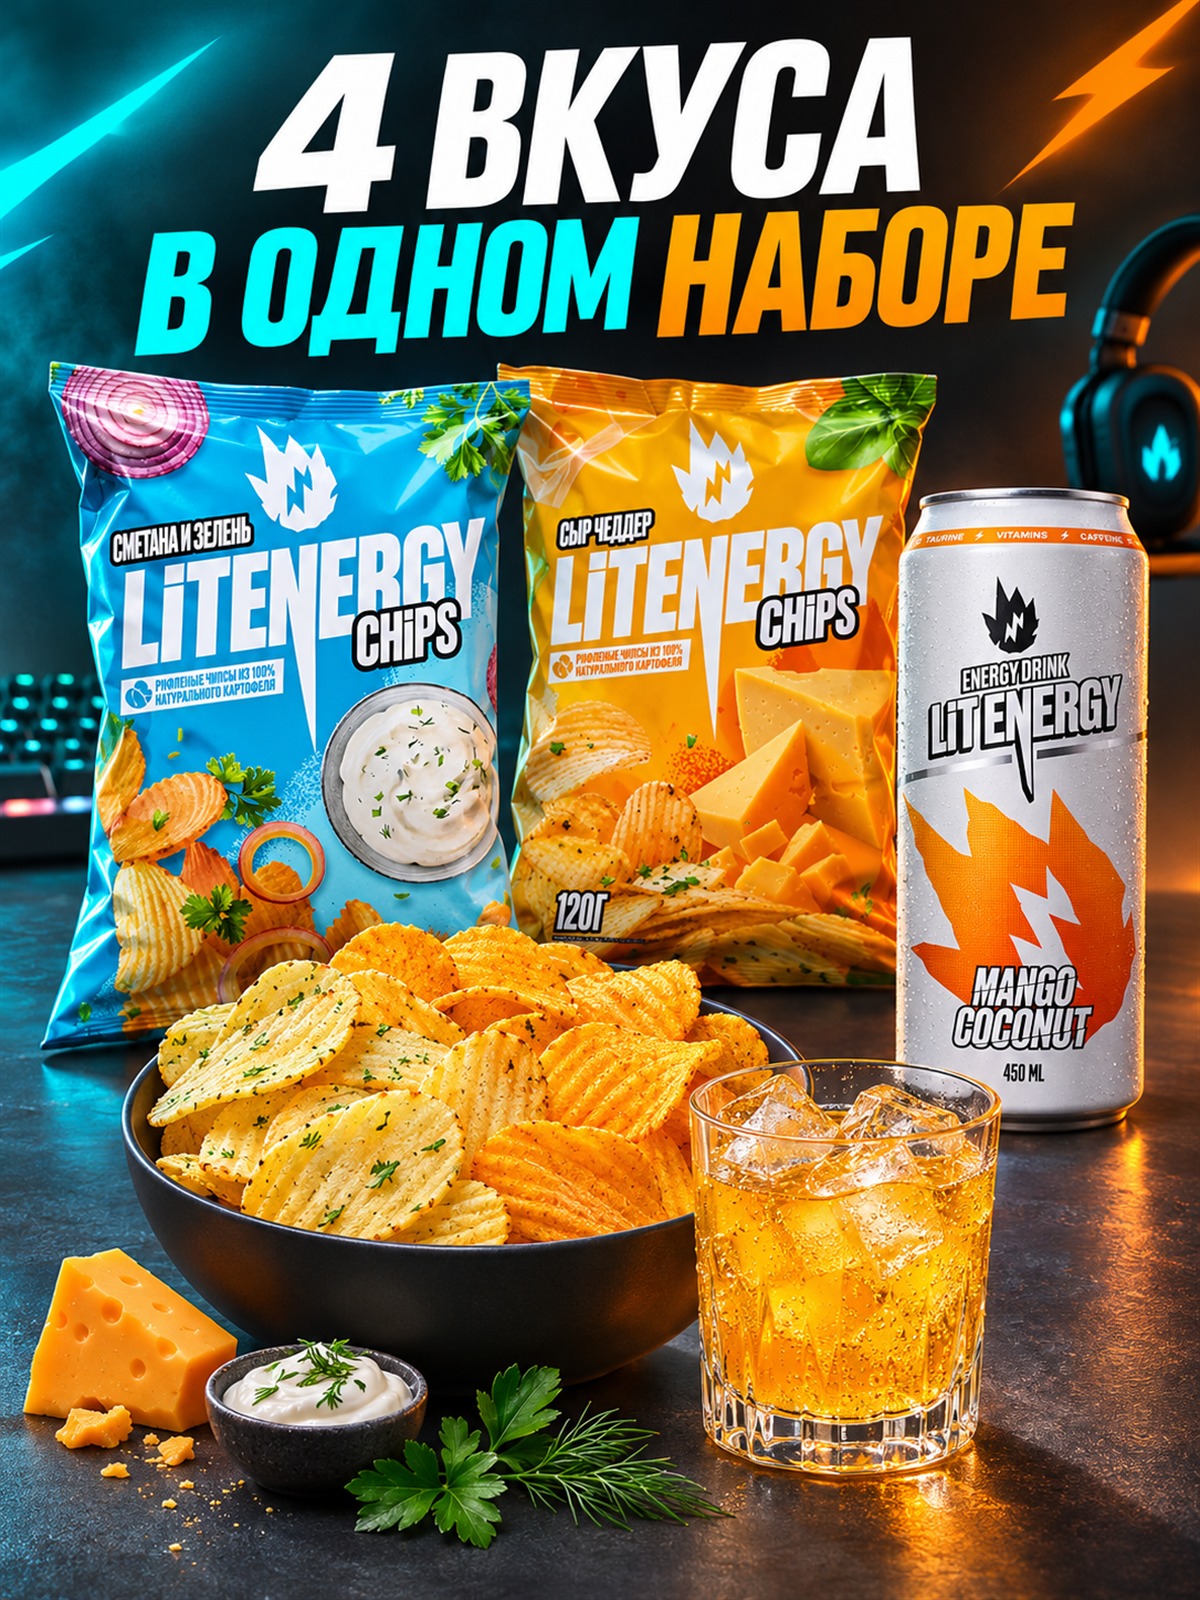 4 ВКУСА
В ОДНОМ НАБОРЕ
СМЕТАНА И ЗЕЛЕНЬ
LiTENERGY
CHiPS
РИФЛЕНЫЕ ЧИПСЫ ИЗ 100%
НАТУРАЛЬНОГО КАРТОФЕЛЯ
СЫР ЧЕДДЕР
LiTENERGY
CHiPS
РИФЛЕНЫЕ ЧИПСЫ ИЗ 100%
НАТУРАЛЬНОГО КАРТОФЕЛЯ
120Г
TAURINE VITAMINS CAFFEINE
ENERGY DRINK
LiTENERGY
MANGO
COCONUT
450 ML